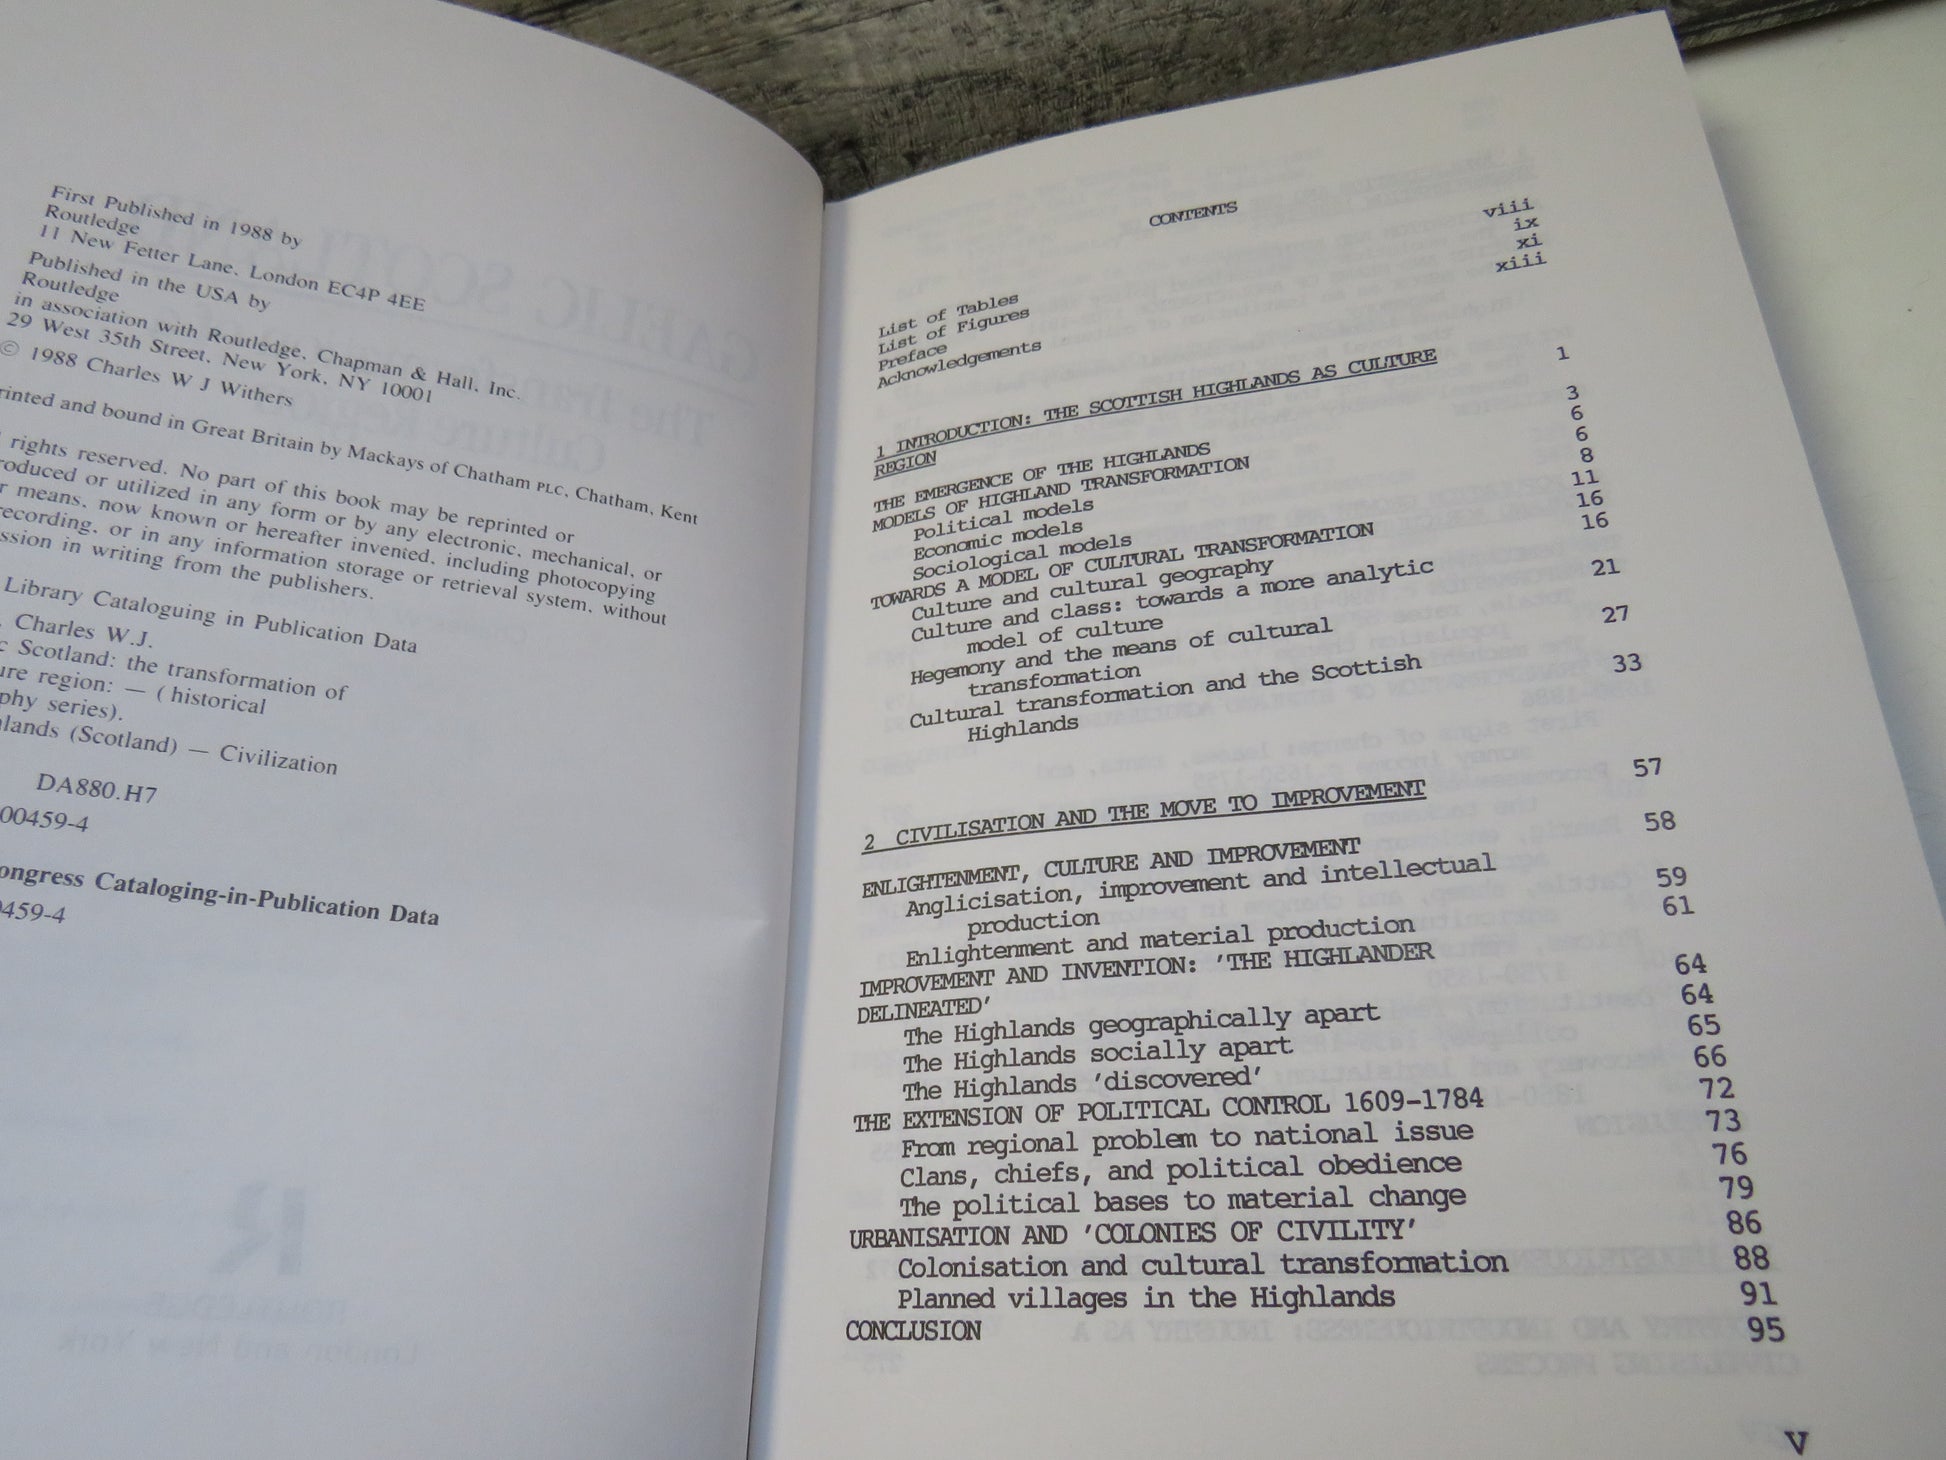 First Published in 1988 by
Routledge
11 New Fetter Lane, London EC4P 4EE
Published in the USA by
Routledge
in association with Routledge, Chapman & Hall, Inc.
29 West 35th Street, New York, NY 10001
© 1988 Charles W J Withers
rinted and bound in Great Britain by Mackays of Chatham PLC, Chatham, Kent
rights reserved. No part of this book may be reprinted or
roduced or utilized in any form or by any electronic, mechanical, or
r means, now known or hereafter invented, including photocopying
recording, or in any information storage or retrieval system, without
ssion in writing from the publishers.
Library Cataloguing in Publication Data
Charles W.J.
c Scotland: the transformation of
ure region: — ( historical
phy series).
lands (Scotland) — Civilization
DA880.H7
00459-4
ongress Cataloging-in-Publication Data
0459-4
CONTENTS
List of Tables viii
List of Figures ix
Preface xi
Acknowledgements xiii
1 INTRODUCTION: THE SCOTTISH HIGHLANDS AS CULTURE 1
REGION
THE EMERGENCE OF THE HIGHLANDS 3
MODELS OF HIGHLAND TRANSFORMATION 6
Political models 6
Economic models 8
Sociological models 11
TOWARDS A MODEL OF CULTURAL TRANSFORMATION 16
Culture and cultural geography 16
Culture and class: towards a more analytic
model of culture 21
Hegemony and the means of cultural
transformation 27
Cultural transformation and the Scottish
Highlands 33
2 CIVILISATION AND THE MOVE TO IMPROVEMENT 57
ENLIGHTENMENT, CULTURE AND IMPROVEMENT 58
Anglicisation, improvement and intellectual
production 59
Enlightenment and material production 61
IMPROVEMENT AND INVENTION: 'THE HIGHLANDER
DELINEATED' 64
The Highlands geographically apart 64
The Highlands socially apart 65
The Highlands 'discovered' 66
THE EXTENSION OF POLITICAL CONTROL 1609-1784 72
From regional problem to national issue 73
Clans, chiefs, and political obedience 76
The political bases to material change 79
URBANISATION AND 'COLONIES OF CIVILITY' 86
Colonisation and cultural transformation 88
Planned villages in the Highlands 91
CONCLUSION 95
v